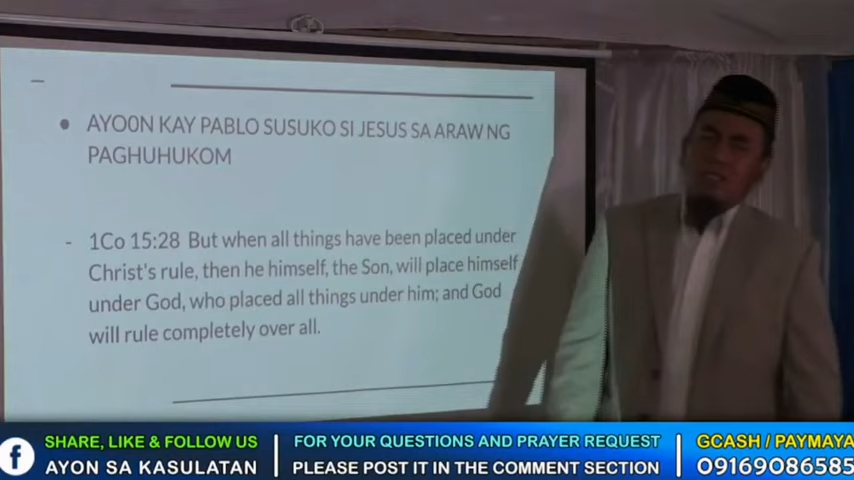 AYO0N KAY PABLO SUSUKO SI JESUS SA ARAW NG
PAGHUHUKOM
1Co 15:28 But when all things have been placed under
Christ's rule, then he himself, the Son, will place himself
under God, who placed all things under him; and God
will rule completely over all.
f SHARE, LIKE & FOLLOW US
AYON SA KASULATAN
FOR YOUR QUESTIONS AND PRAYER REQUEST
PLEASE POST IT IN THE COMMENT SECTION
GCASH / PAYMAYA
09169086585